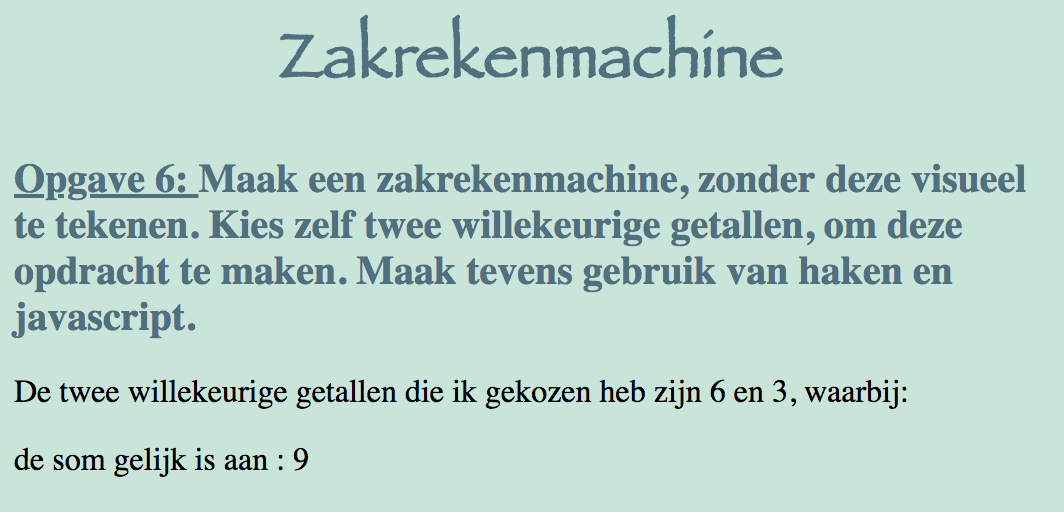 Zakrekenmachine
Opgave 6: Maak een zakrekenmachine, zonder deze visueel
te tekenen. Kies zelf twee willekeurige getallen, om deze
opdracht te maken. Maak tevens gebruik van haken en
javascript.
De twee willekeurige getallen die ik gekozen heb zijn 6 en 3, waarbij:
de som gelijk is aan : 9